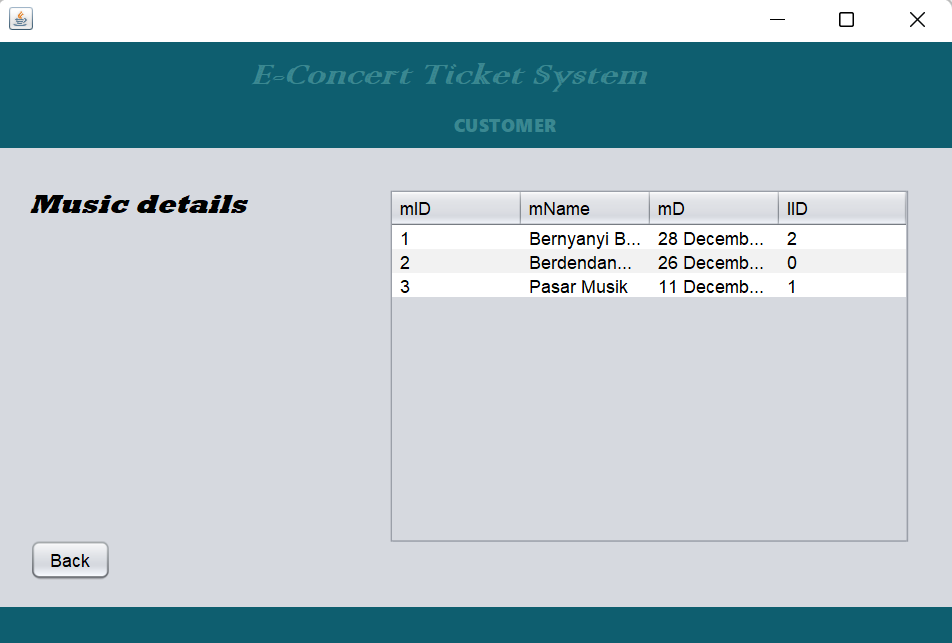 E-Concert Ticket System
CUSTOMER
Music details
mID mName mD lID
1 Bernyanyi B... 28 Decemb... 2
2 Berdendan... 26 Decemb... 0
3 Pasar Musik 11 Decemb... 1
Back